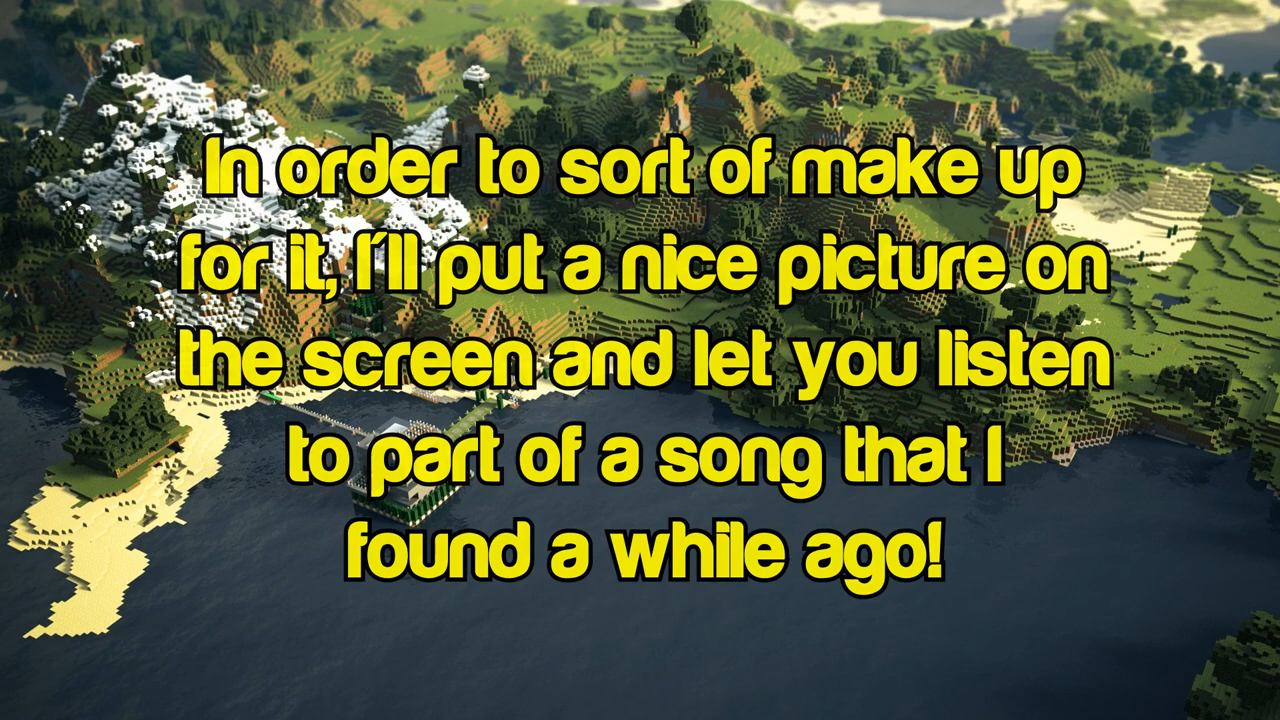 In order to sort of make up
for it, I'll put a nice picture on
the screen and let you listen
to part of a song that I
found a while ago!